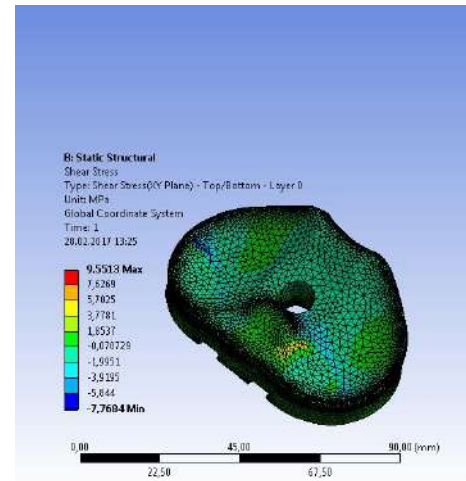 B: Static Structural
Shear Stress
Type: Shear Stress(XY Plane) - Top/Bottom - Layer 0
Unit: MPa
Global Coordinate System
Time: 1
28.02.2017 13:25
9.5513 Max
7,6269
5,7025
3,7781
1,8537
-0,070729
-1,9951
-3,9195
-5,844
-7,7684 Min
0,00 45,00 90,00 (mm)
22,50 67,50